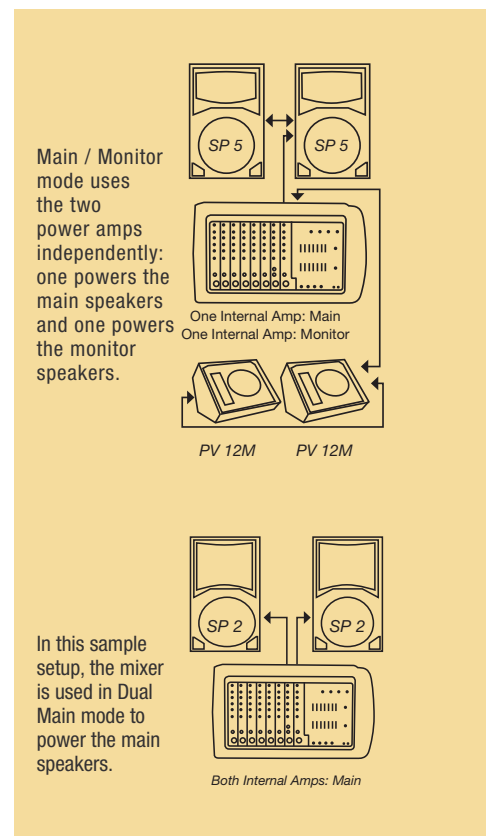 SP 5 SP 5
Main / Monitor
mode uses
the two
power amps
independently:
one powers the
main speakers
and one powers
the monitor
speakers.
One Internal Amp: Main
One Internal Amp: Monitor
PV 12M PV 12M
SP 2 SP 2
In this sample
setup, the mixer
is used in Dual
Main mode to
power the main
speakers.
Both Internal Amps: Main